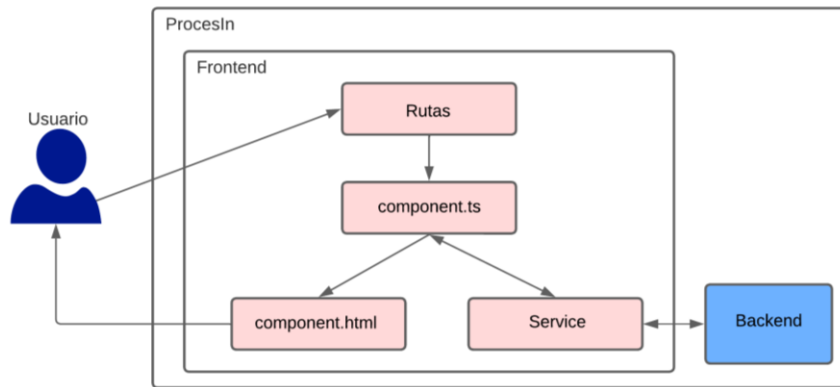 ProcesIn
Frontend
Usuario
Rutas
component.ts
component.html
Service
Backend